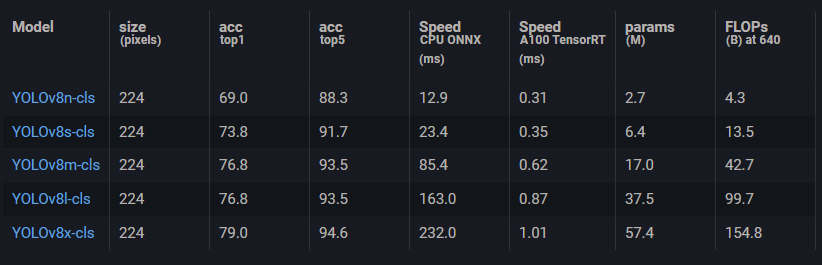 Model size (pixels) acc top1 acc top5 Speed CPU ONNX (ms) Speed A100 TensorRT (ms) params (M) FLOPs (B) at 640
YOLOv8n-cls 224 69.0 88.3 12.9 0.31 2.7 4.3
YOLOv8s-cls 224 73.8 91.7 23.4 0.35 6.4 13.5
YOLOv8m-cls 224 76.8 93.5 85.4 0.62 17.0 42.7
YOLOv8l-cls 224 76.8 93.5 163.0 0.87 37.5 99.7
YOLOv8x-cls 224 79.0 94.6 232.0 1.01 57.4 154.8